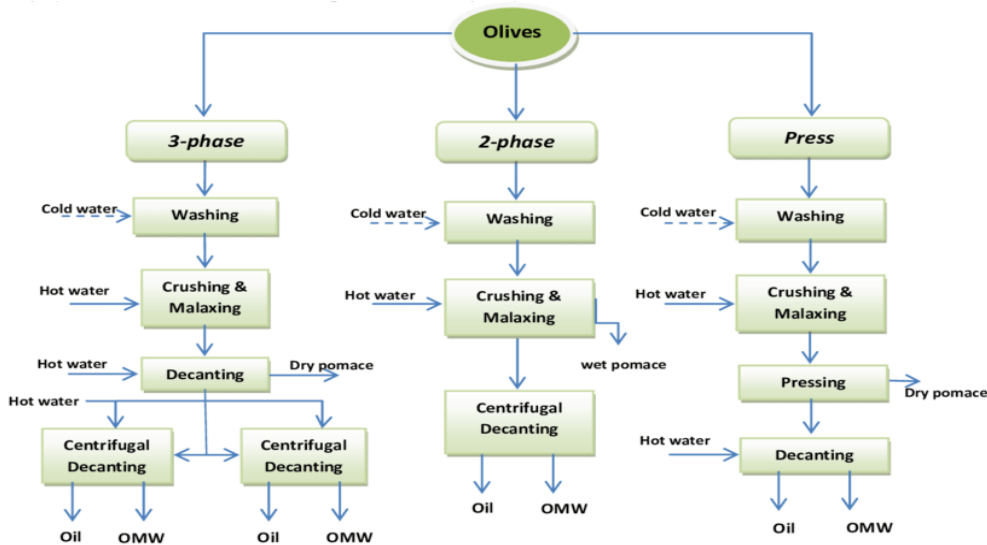 Olives
3-phase
2-phase
Press
Cold water
Washing
Cold water
Washing
Cold water
Washing
Hot water
Crushing &
Malaxing
Hot water
Crushing &
Malaxing
Hot water
Crushing &
Malaxing
Hot water
Decanting
Dry pomace
wet pomace
Pressing
Dry pomace
Hot water
Centrifugal
Decanting
Centrifugal
Decanting
Centrifugal
Decanting
Hot water
Decanting
Oil
OMW
Oil
OMW
Oil
OMW
Oil
OMW